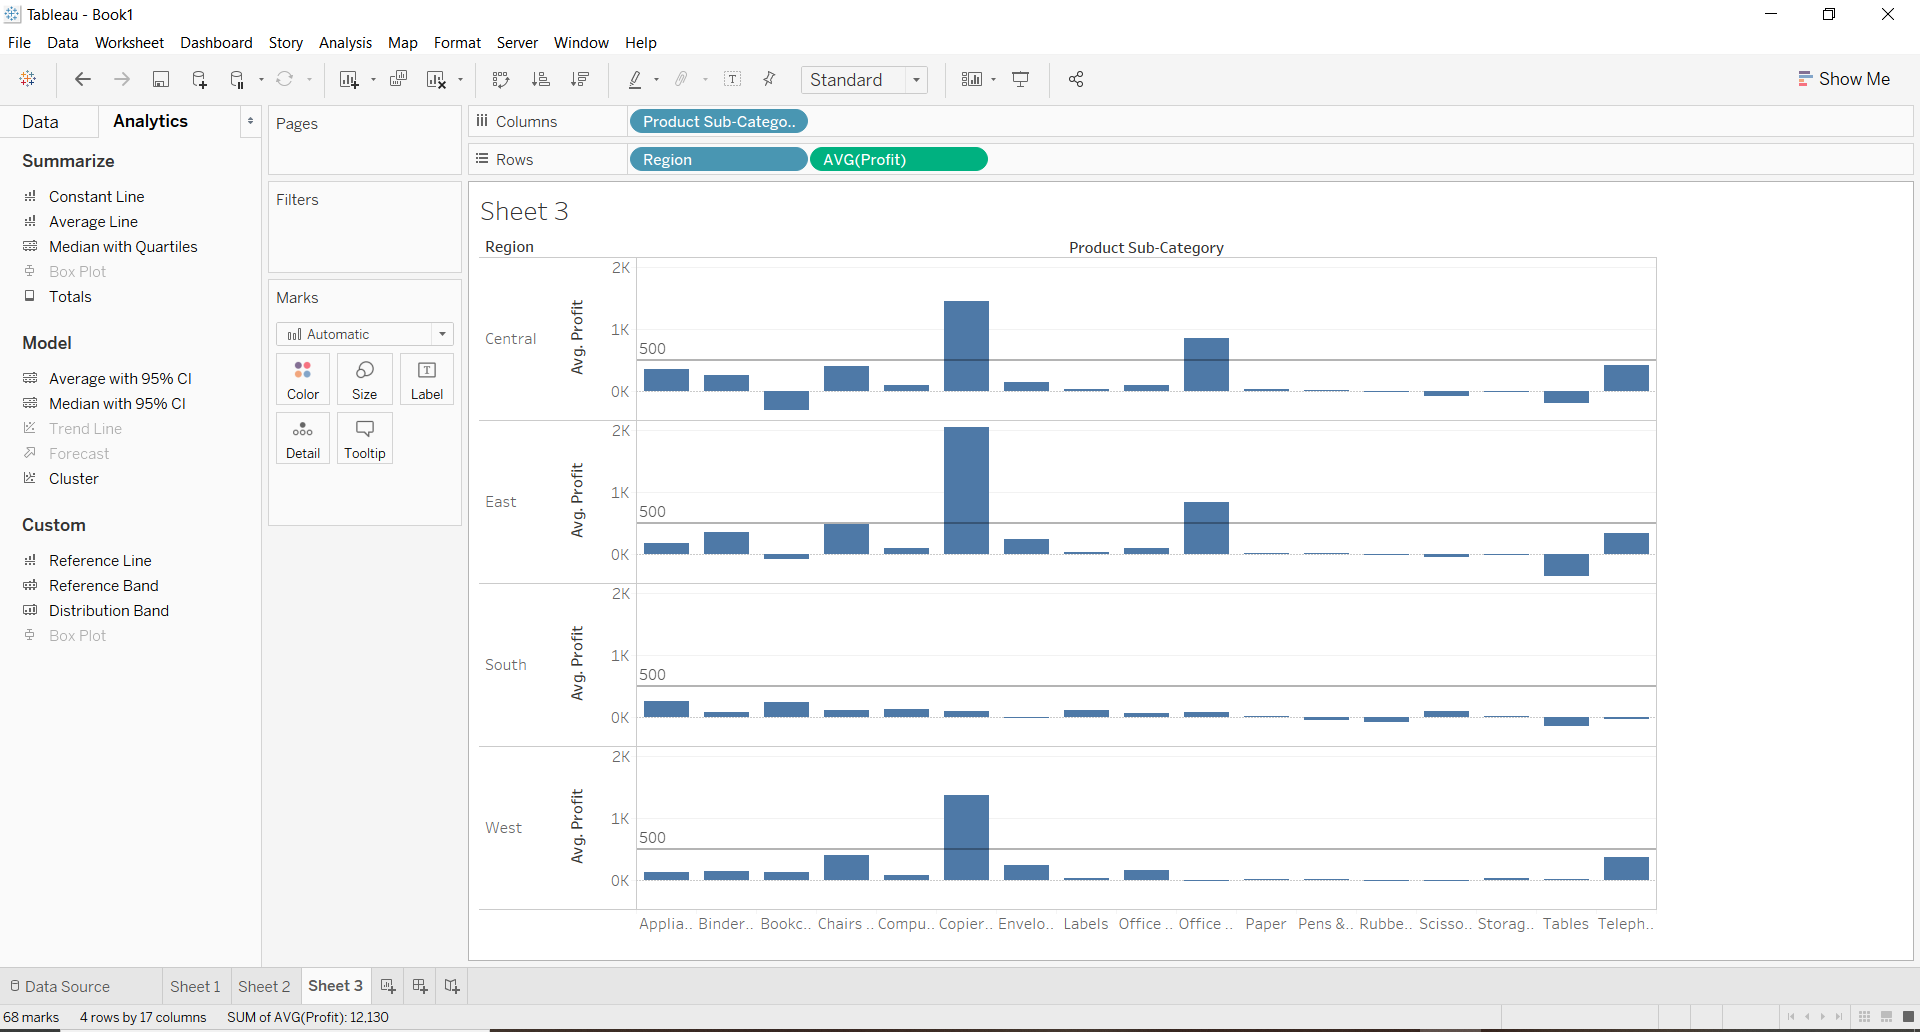 Tableau - Book1
File Data Worksheet Dashboard Story Analysis Map Format Server Window Help
Standard
Show Me
Data
Analytics
Summarize
Constant Line
Average Line
Median with Quartiles
Box Plot
Totals
Model
Average with 95% CI
Median with 95% CI
Trend Line
Forecast
Cluster
Custom
Reference Line
Reference Band
Distribution Band
Box Plot
Pages
Filters
Marks
Automatic
Color Size T Label
Detail Tooltip
Columns Product Sub-Catego..
Rows Region AVG(Profit)
Sheet 3
Region Product Sub-Category
Central
Avg. Profit
2K
1K
500
0K
East
Avg. Profit
2K
1K
500
0K
South
Avg. Profit
2K
1K
500
0K
West
Avg. Profit
2K
1K
500
0K
Applia.. Binder.. Bookc.. Chairs .. Compu.. Copier.. Envelo.. Labels Office .. Office .. Paper Pens &.. Rubbe.. Scisso.. Storag.. Tables Teleph..
Data Source Sheet 1 Sheet 2 Sheet 3
68 marks 4 rows by 17 columns SUM of AVG(Profit): 12,130